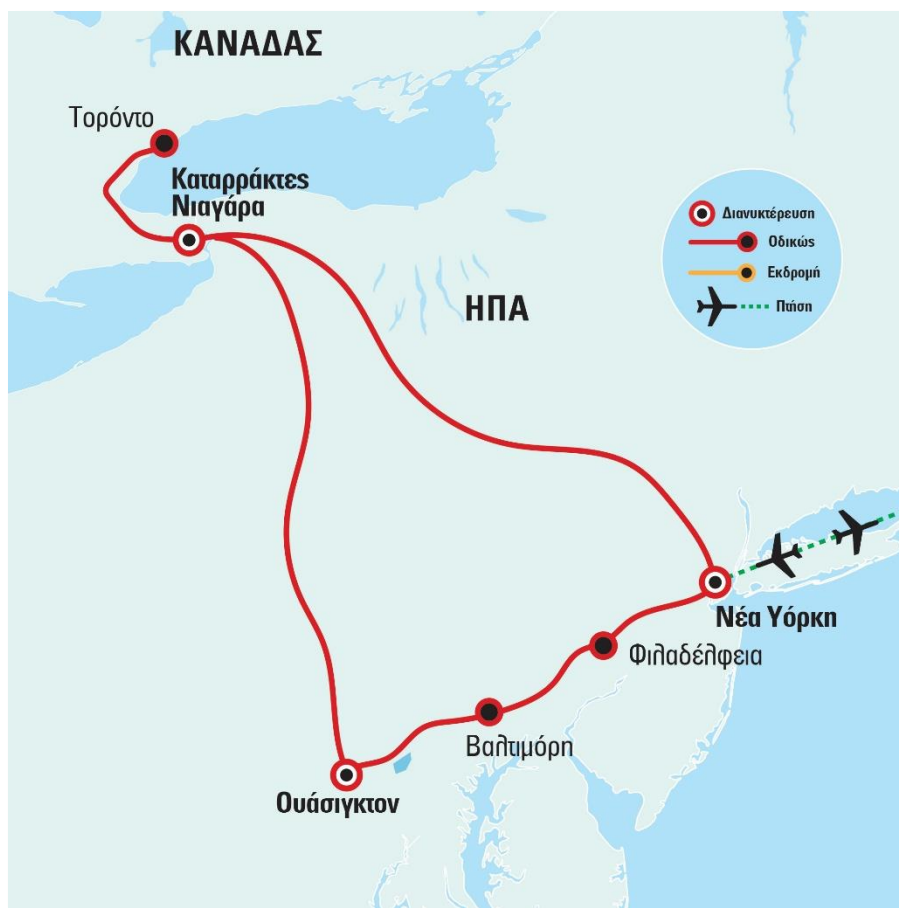 ΚΑΝΑΔΑΣ
Τορόντο
Καταρράκτες
Νιαγάρα
ΗΠΑ
Διανυκτέρευση
Οδικώς
Εκδρομή
Πτήση
Νέα Υόρκη
Φιλαδέλφεια
Βαλτιμόρη
Ουάσιγκτον